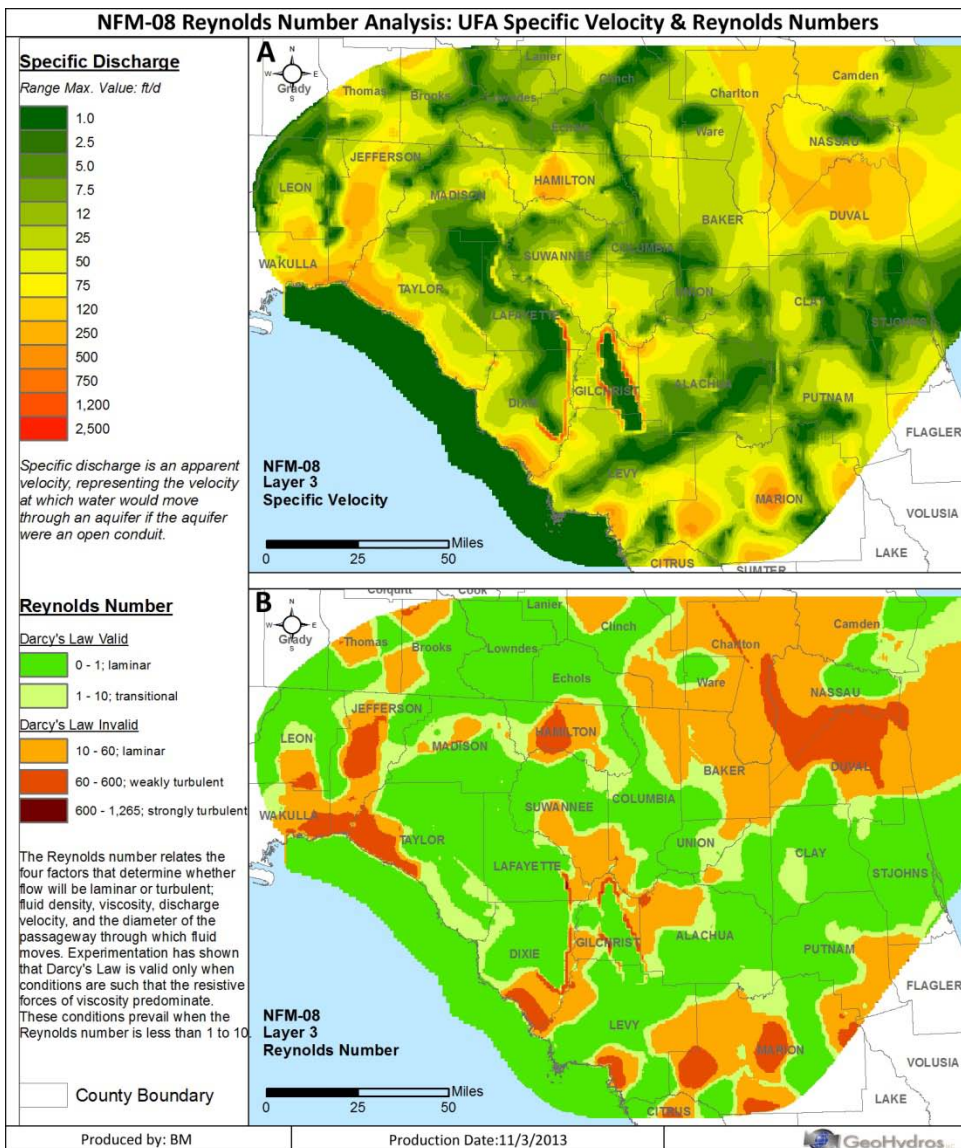 NFM-08 Reynolds Number Analysis: UFA Specific Velocity & Reynolds Numbers
Specific Discharge
Range Max. Value: ft/d
1.0
2.5
5.0
7.5
12
25
50
75
120
250
500
750
1,200
2,500
Specific discharge is an apparent
velocity, representing the velocity
at which water would move
through an aquifer if the aquifer
were an open conduit.
Reynolds Number
Darcy's Law Valid
0 - 1; laminar
1 - 10; transitional
Darcy's Law Invalid
10 - 60; laminar
60 - 600; weakly turbulent
600 - 1,265; strongly turbulent
The Reynolds number relates the
four factors that determine whether
flow will be laminar or turbulent;
fluid density, viscosity, discharge
velocity, and the diameter of the
passageway through which fluid
moves. Experimentation has shown
that Darcy's Law is valid only when
conditions are such that the resistive
forces of viscosity predominate.
These conditions prevail when the
Reynolds number is less than 1 to 10.
County Boundary
A
N
W E
S
Grady
Thomas
Brooks
Lowndes
Lanier
Clinch
Echols
Ware
Charlton
Camden
NASSAU
JEFFERSON
LEON
MADISON
HAMILTON
BAKER
DUVAL
WAKULLA
TAYLOR
SUWANNEE
COLUMBIA
UNION
CLAY
STJOHNS
LAFAYETTE
DIXIE
GILCHRIST
ALACHUA
PUTNAM
FLAGLER
LEVY
MARION
VOLUSIA
CITRUS
SUMTER
LAKE
NFM-08
Layer 3
Specific Velocity
Miles
0 25 50
B
N
W E
S
Colquitt
Cook
Grady
Thomas
Brooks
Lowndes
Lanier
Clinch
Echols
Ware
Charlton
Camden
NASSAU
JEFFERSON
LEON
MADISON
HAMILTON
BAKER
DUVAL
WAKULLA
TAYLOR
SUWANNEE
COLUMBIA
UNION
CLAY
STJOHNS
LAFAYETTE
DIXIE
GILCHRIST
ALACHUA
PUTNAM
FLAGLER
LEVY
MARION
VOLUSIA
CITRUS
LAKE
NFM-08
Layer 3
Reynolds Number
Miles
0 25 50
Produced by: BM
Production Date:11/3/2013
GeoHydros